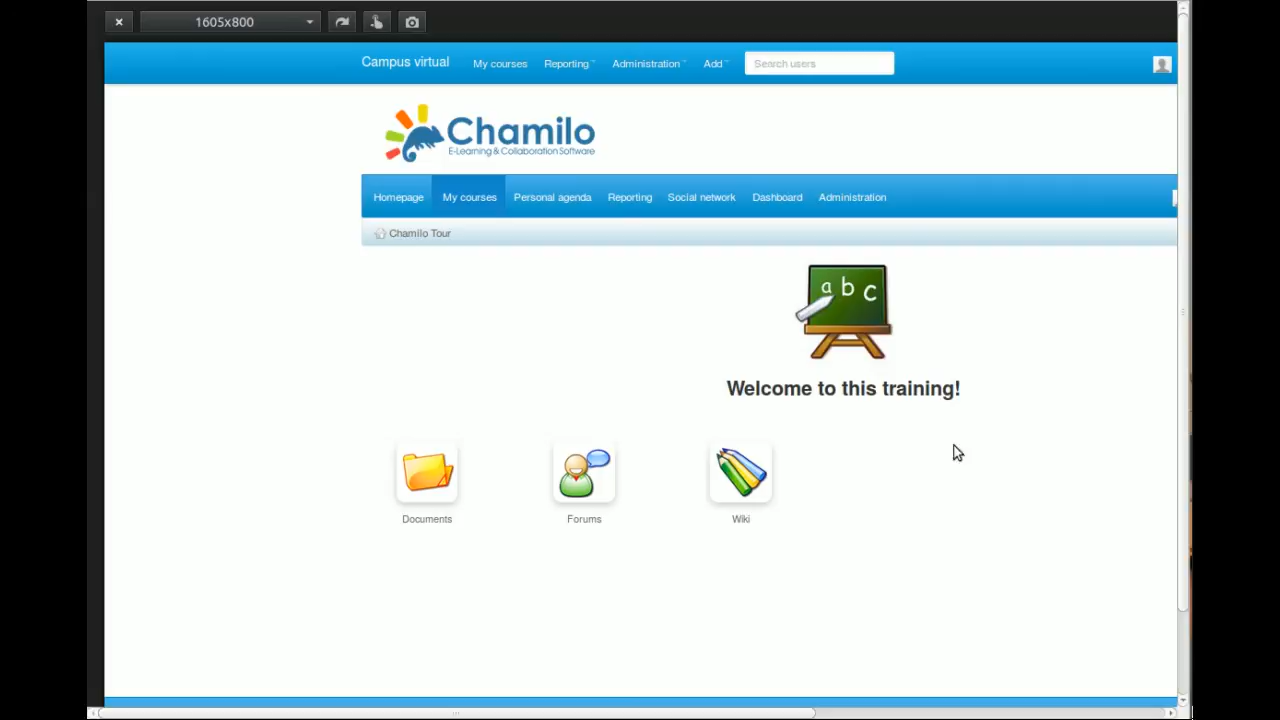 1605x800
Campus virtual My courses Reporting Administration Add Search users
Chamilo
E-Learning & Collaboration Software
Homepage My courses Personal agenda Reporting Social network Dashboard Administration
Chamilo Tour
a b c
Welcome to this training!
Documents Forums Wiki